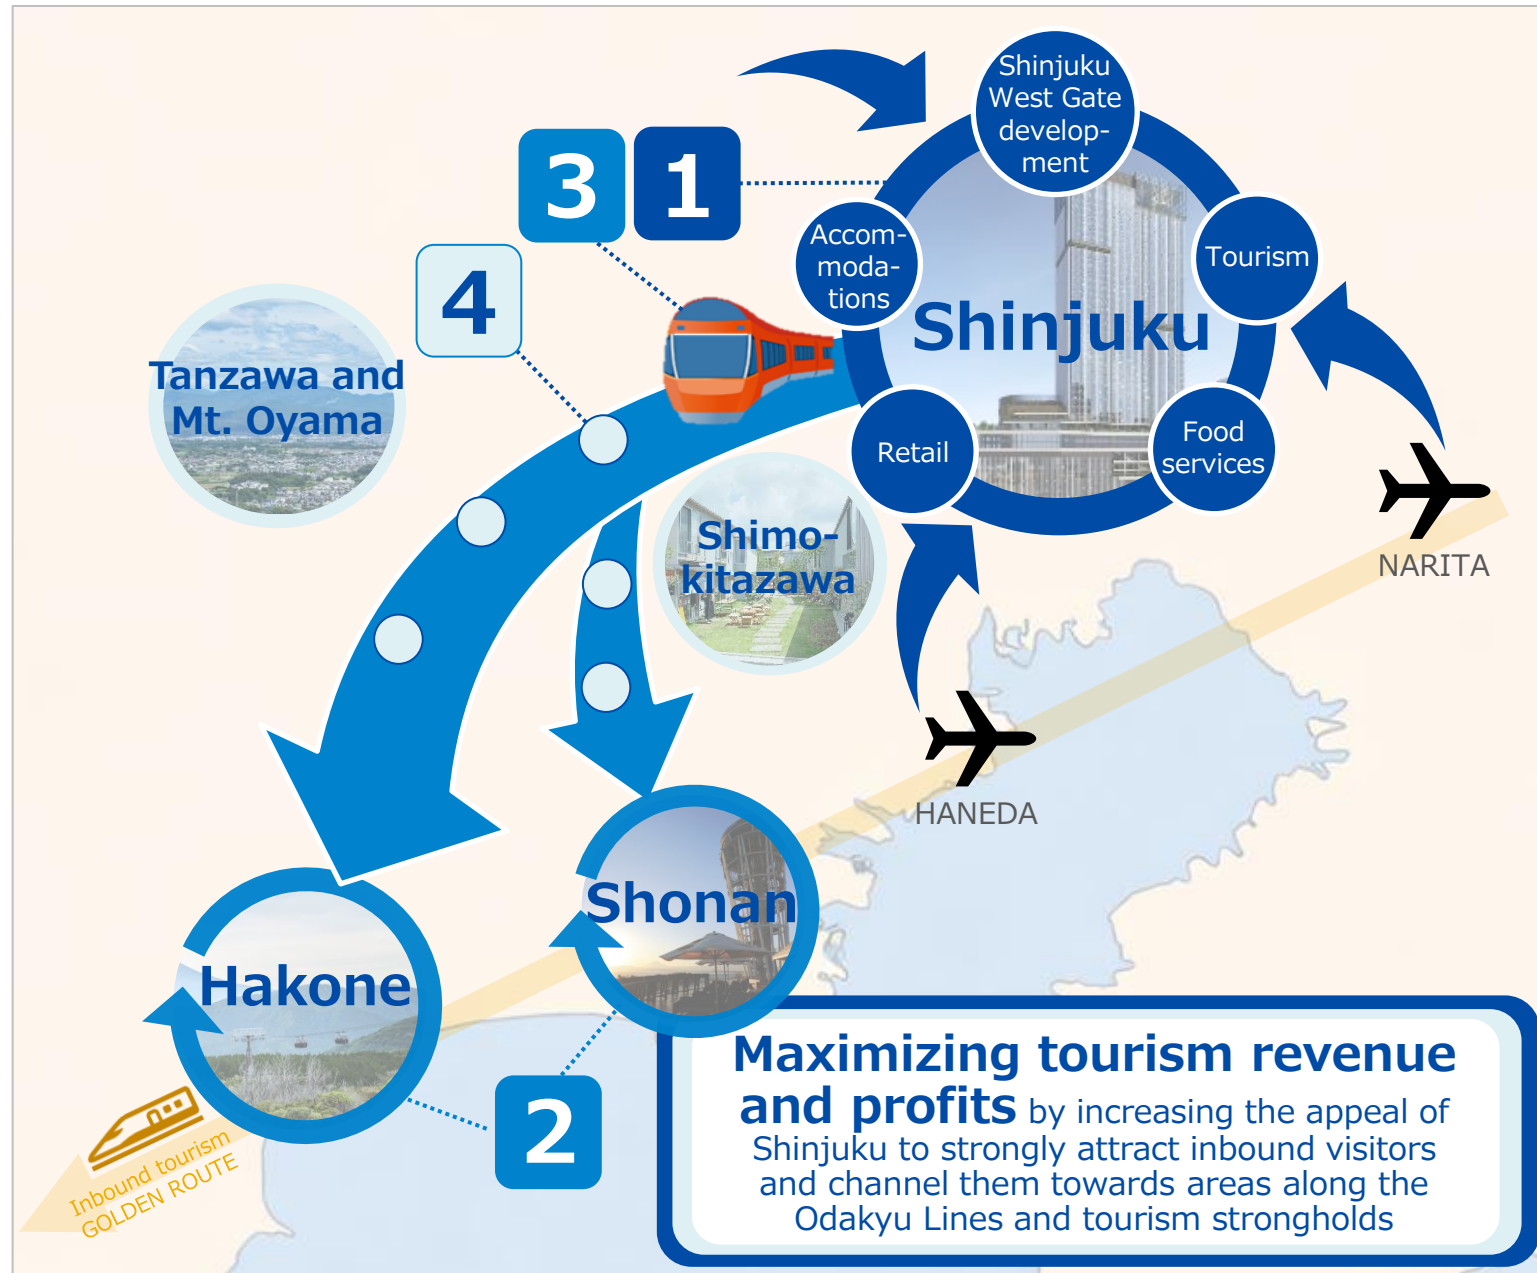 Shinjuku
West Gate
develop-
ment
3
1
Accom-
moda-
tions
Tourism
Shinjuku
4
Tanzawa and
Mt. Oyama
Retail
Food
services
Shimo-
kitazawa
NARITA
HANEDA
Shonan
Hakone
2
Inbound tourism
GOLDEN ROUTE
Maximizing tourism revenue
and profits by increasing the appeal of
Shinjuku to strongly attract inbound visitors
and channel them towards areas along the
Odakyu Lines and tourism strongholds